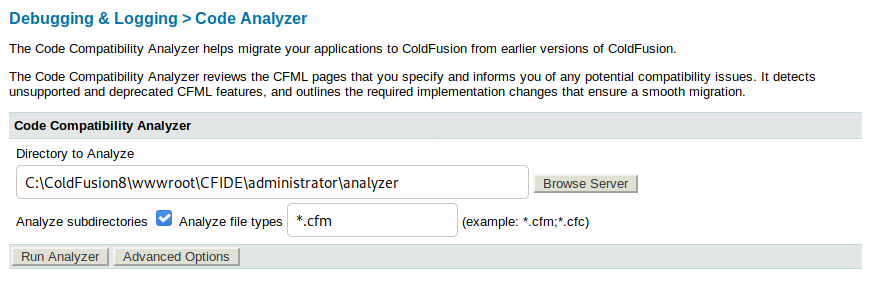 Debugging & Logging > Code Analyzer
The Code Compatibility Analyzer helps migrate your applications to ColdFusion from earlier versions of ColdFusion.
The Code Compatibility Analyzer reviews the CFML pages that you specify and informs you of any potential compatibility issues. It detects
unsupported and deprecated CFML features, and outlines the required implementation changes that ensure a smooth migration.
Code Compatibility Analyzer
Directory to Analyze
C:\ColdFusion8\wwwroot\CFIDE\administrator\analyzer Browse Server
Analyze subdirectories Analyze file types *.cfm (example: *.cfm;*.cfc)
Run Analyzer Advanced Options